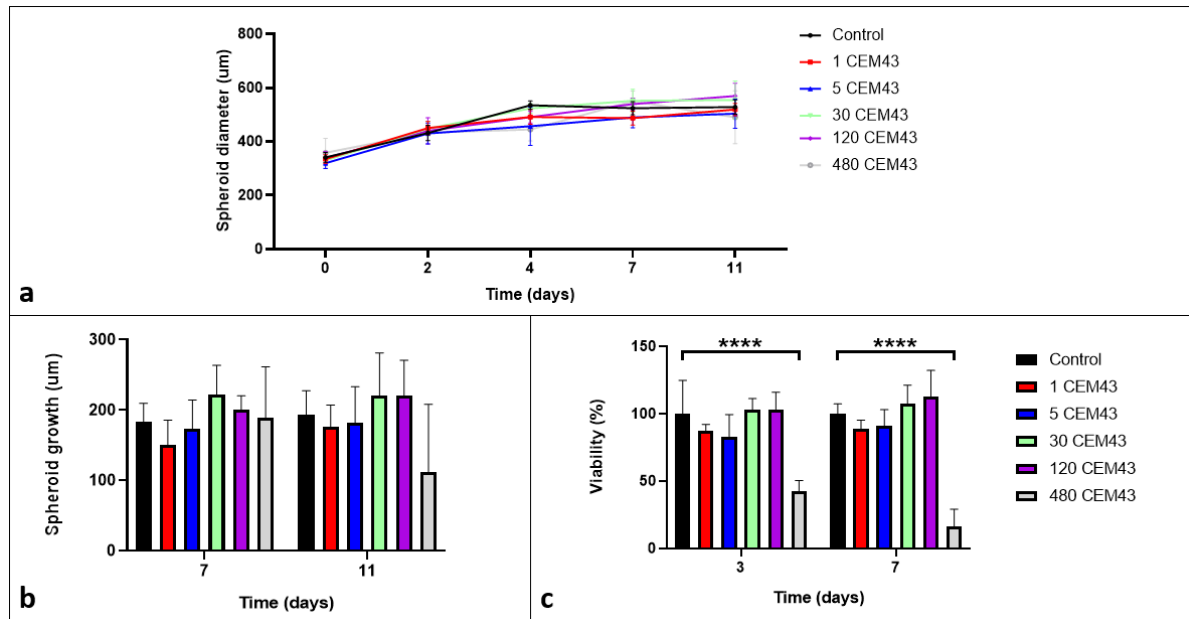 800
600
400
200
0
Spheroid diameter (um)
0 2 4 7 11
Time (days)
Control
1 CEM43
5 CEM43
30 CEM43
120 CEM43
480 CEM43
a
300
200
100
0
Spheroid growth (um)
7 11
Time (days)
b
150
100
50
0
Viability (%)
**** ****
3 7
Time (days)
Control
1 CEM43
5 CEM43
30 CEM43
120 CEM43
480 CEM43
c